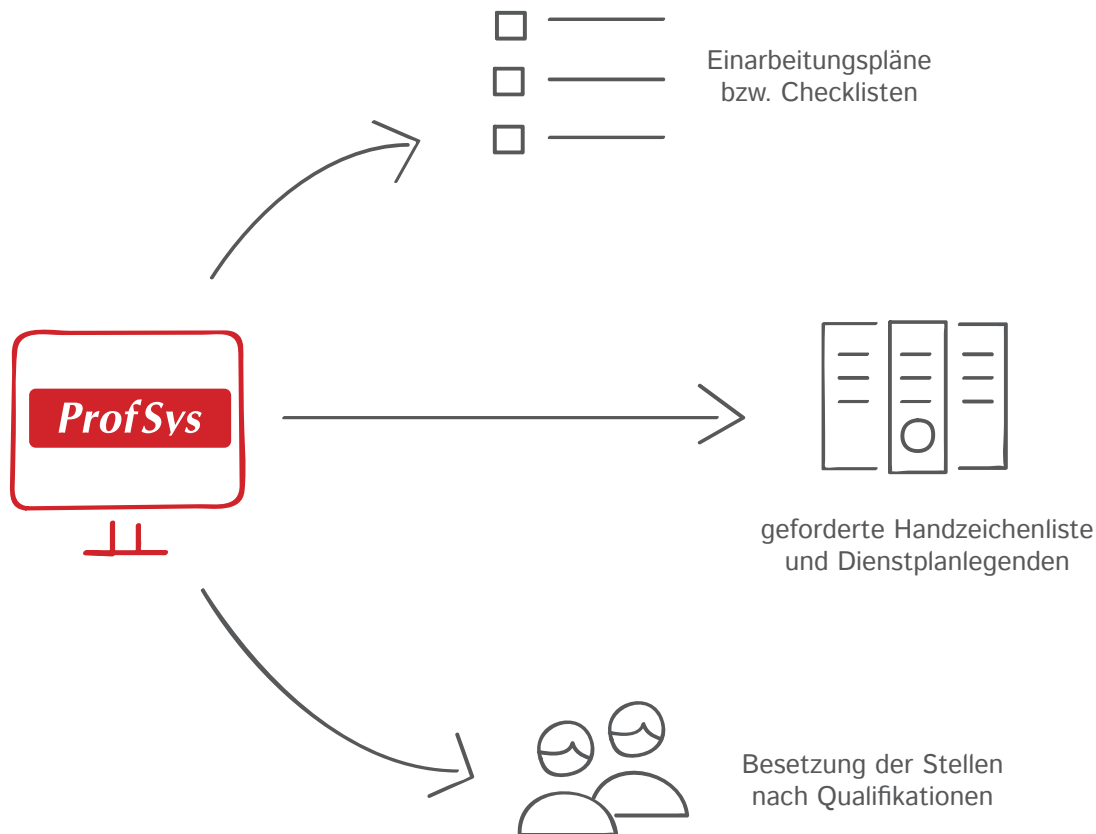 Einarbeitungspläne
bzw. Checklisten
ProfSys
geforderte Handzeichenliste
und Dienstplanlegenden
Besetzung der Stellen
nach Qualifikationen